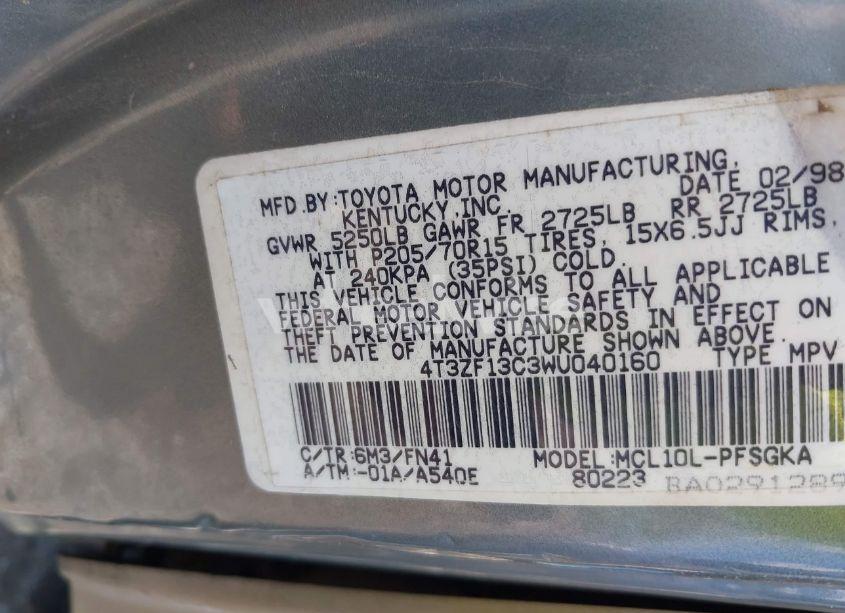 MFD.BY:TOYOTA MOTOR MANUFACTURING,
KENTUCKY,INC DATE 02/98
GVWR 5250LB GAWR FR 2725LB RR 2725LB
WITH P205/70R15 TIRES, 15X6.5JJ RIMS,
AT 240KPA (35PSI) COLD.
THIS VEHICLE CONFORMS TO ALL APPLICABLE
FEDERAL MOTOR VEHICLE SAFETY AND
THEFT PREVENTION STANDARDS IN EFFECT ON
THE DATE OF MANUFACTURE SHOWN ABOVE.
4T3ZF13C3WU040160 TYPE MPV
C/TR:6M3/FN41 MODEL:MCL10L-PFSGKA
A/TM:-01A/A540E 80223 BA0291289